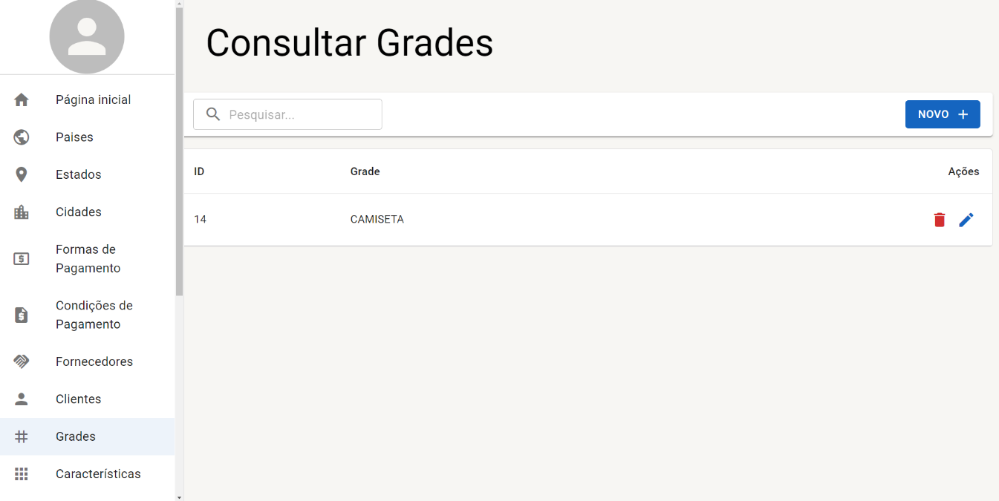 Consultar Grades
Página inicial
Paises
Estados
Cidades
Formas de
Pagamento
Condições de
Pagamento
Fornecedores
Clientes
Grades
Características
Pesquisar...
NOVO +
ID Grade Ações
14 CAMISETA